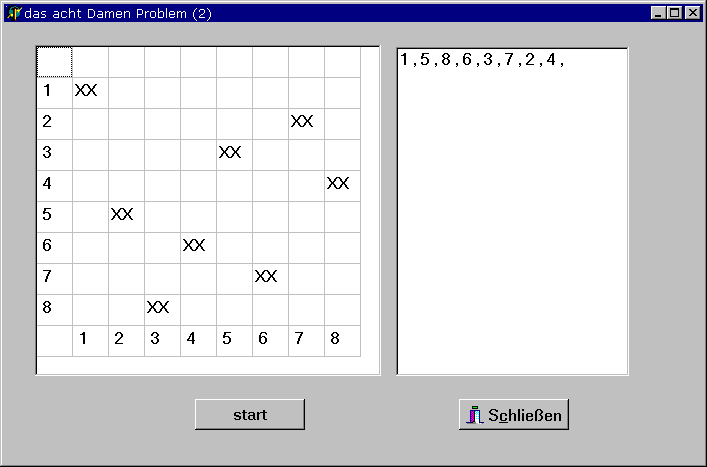 das acht Damen Problem (2)
1,5,8,6,3,7,2,4,
1 XX
2 XX
3 XX
4 XX
5 XX
6 XX
7 XX
8 XX
1 2 3 4 5 6 7 8
start
Schließen